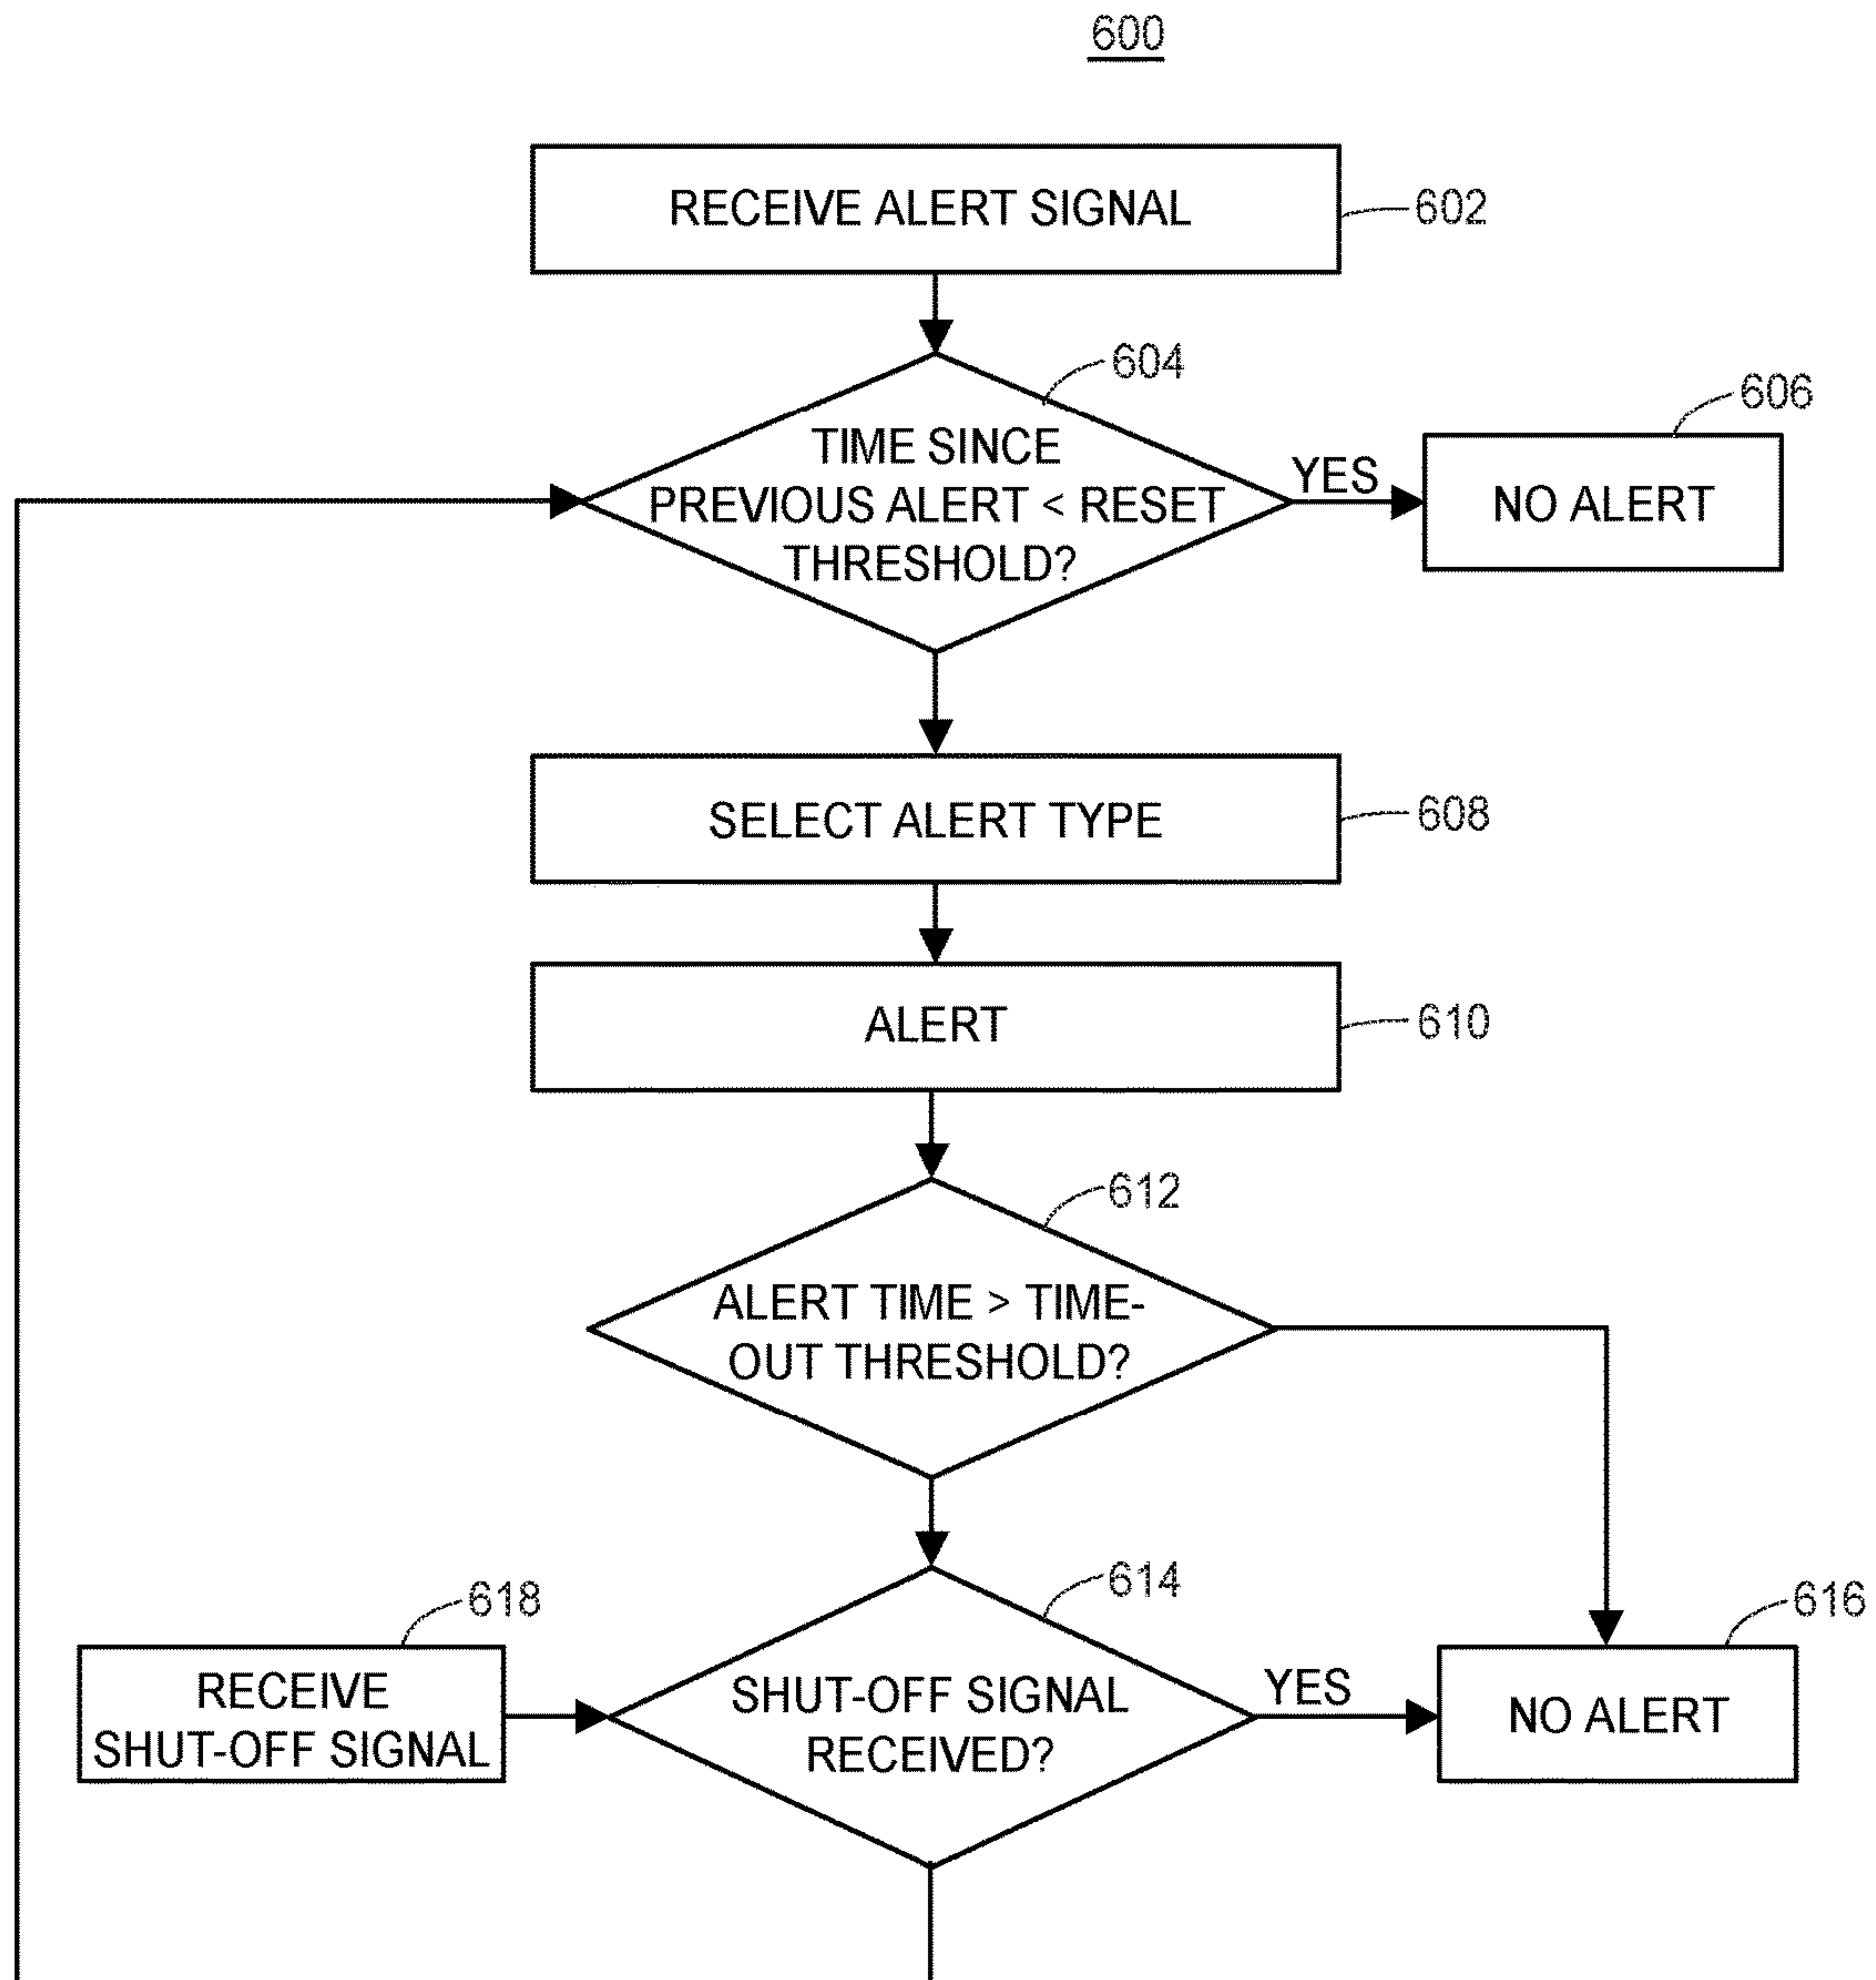 600
RECEIVE ALERT SIGNAL
602
604
TIME SINCE
PREVIOUS ALERT < RESET
THRESHOLD?
YES
606
NO ALERT
SELECT ALERT TYPE
608
ALERT
610
612
ALERT TIME > TIME-
OUT THRESHOLD?
618
RECEIVE
SHUT-OFF SIGNAL
614
SHUT-OFF SIGNAL
RECEIVED?
YES
616
NO ALERT